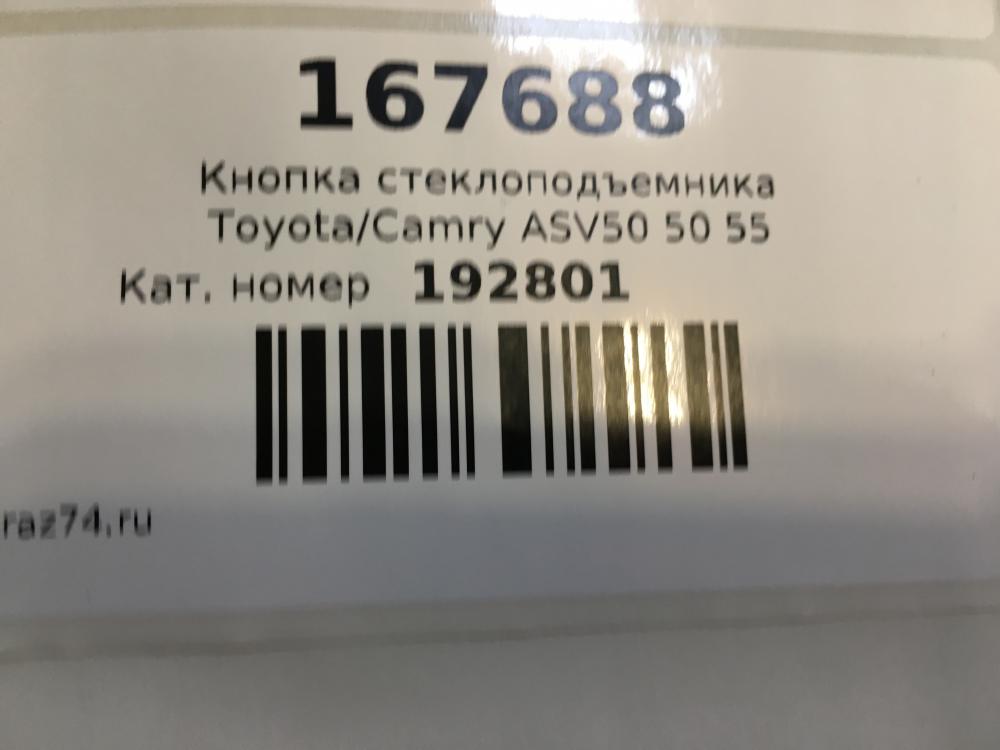 167688
Кнопка стеклоподъемника
Toyota/Camry ASV50 50 55
Кат. номер 192801
raz74.ru